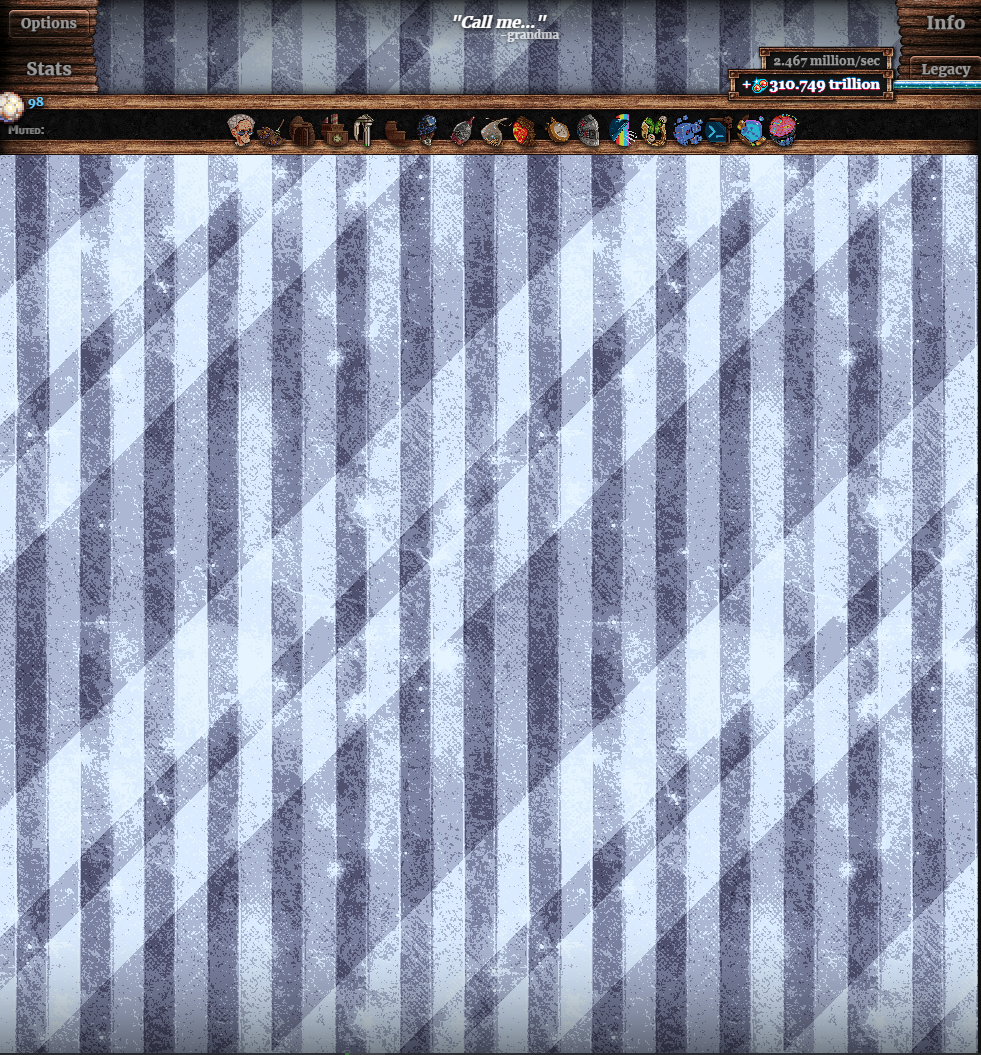 Options
"Call me..."
Info
—grandma
2.467 million/sec
Stats
Legacy
+310.749 trillion
98
Muted: